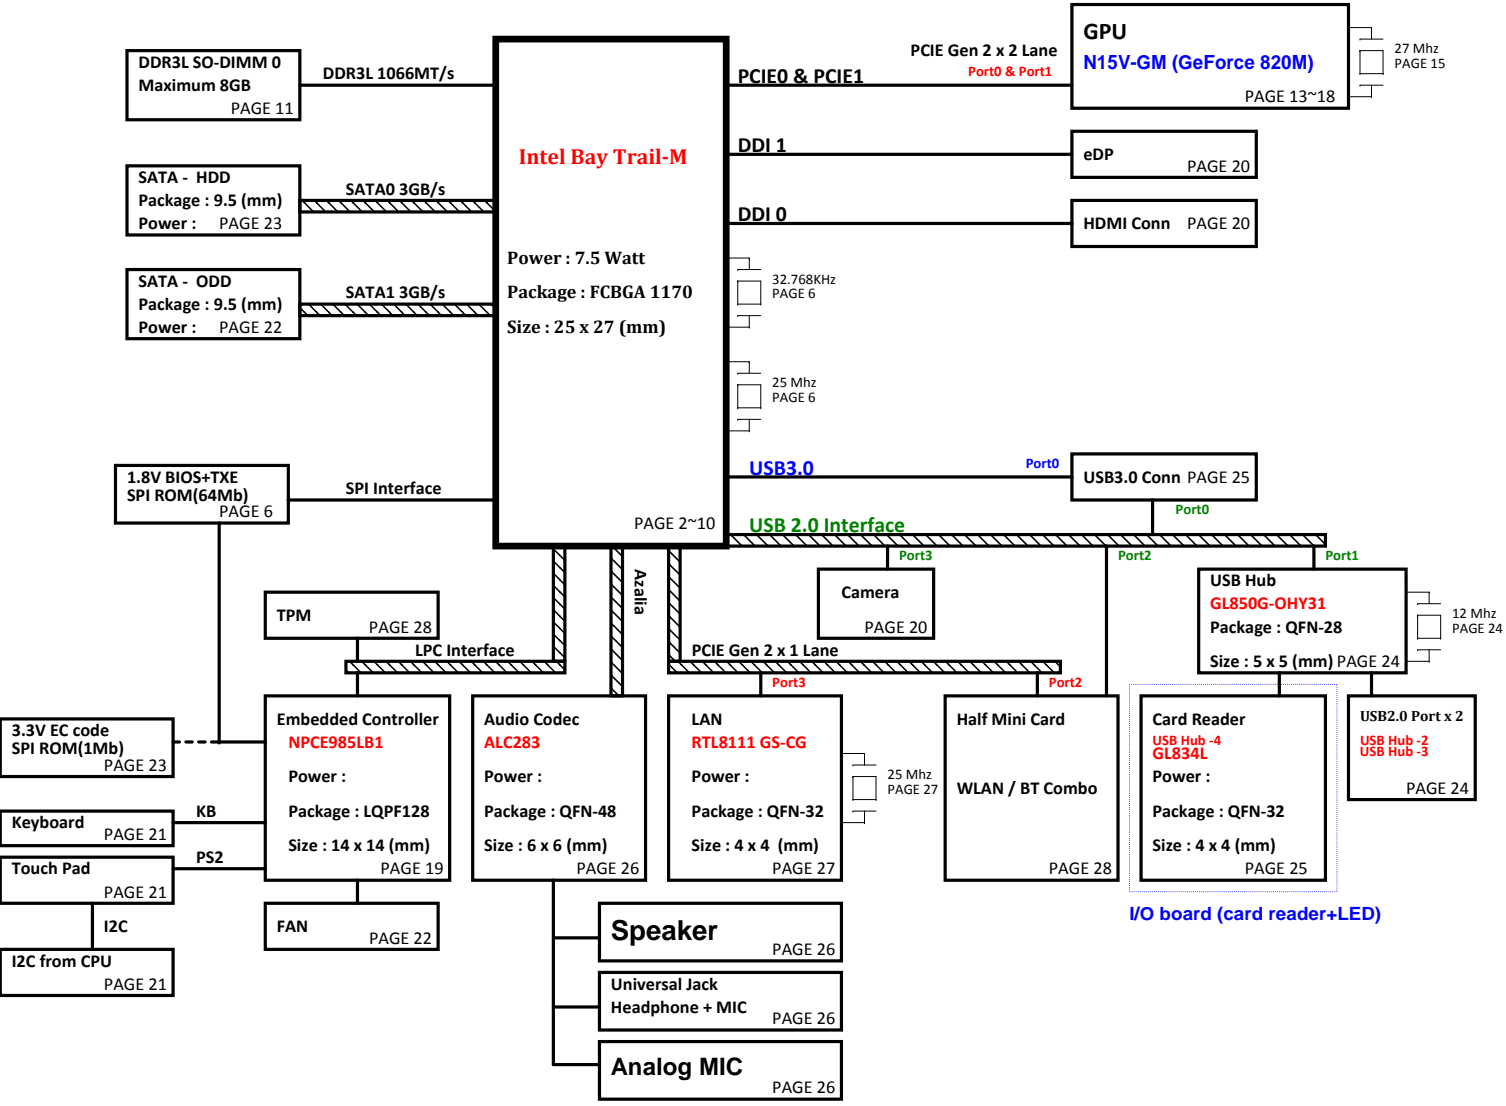 DDR3L SO-DIMM 0
Maximum 8GB
PAGE 11
DDR3L 1066MT/s
SATA - HDD
Package : 9.5 (mm)
Power : PAGE 23
SATA0 3GB/s
SATA - ODD
Package : 9.5 (mm)
Power : PAGE 22
SATA1 3GB/s
Intel Bay Trail-M
Power : 7.5 Watt
Package : FCBGA 1170
Size : 25 x 27 (mm)
PAGE 2~10
PCIE Gen 2 x 2 Lane
Port0 & Port1
PCIE0 & PCIE1
GPU
N15V-GM (GeForce 820M)
PAGE 13~18
27 Mhz
PAGE 15
DDI 1
eDP
PAGE 20
DDI 0
HDMI Conn PAGE 20
32.768KHz
PAGE 6
25 Mhz
PAGE 6
1.8V BIOS+TXE
SPI ROM(64Mb)
PAGE 6
SPI Interface
USB3.0
Port0
USB3.0 Conn PAGE 25
Port0
USB 2.0 Interface
Port3
Port2
Port1
Camera
PAGE 20
USB Hub
GL850G-OHY31
Package : QFN-28
Size : 5 x 5 (mm) PAGE 24
12 Mhz
PAGE 24
Azalia
TPM
PAGE 28
LPC Interface
PCIE Gen 2 x 1 Lane
Port3
Port2
3.3V EC code
SPI ROM(1Mb)
PAGE 23
Keyboard
PAGE 21
KB
Touch Pad
PAGE 21
PS2
I2C
I2C from CPU
PAGE 21
Embedded Controller
NPCE985LB1
Power :
Package : LQPF128
Size : 14 x 14 (mm)
PAGE 19
FAN
PAGE 22
Audio Codec
ALC283
Power :
Package : QFN-48
Size : 6 x 6 (mm)
PAGE 26
LAN
RTL8111 GS-CG
Power :
Package : QFN-32
Size : 4 x 4 (mm)
PAGE 27
25 Mhz
PAGE 27
Half Mini Card
WLAN / BT Combo
PAGE 28
Card Reader
USB Hub -4
GL834L
Power :
Package : QFN-32
Size : 4 x 4 (mm)
PAGE 25
USB2.0 Port x 2
USB Hub -2
USB Hub -3
PAGE 24
I/O board (card reader+LED)
Speaker
PAGE 26
Universal Jack
Headphone + MIC
PAGE 26
Analog MIC
PAGE 26